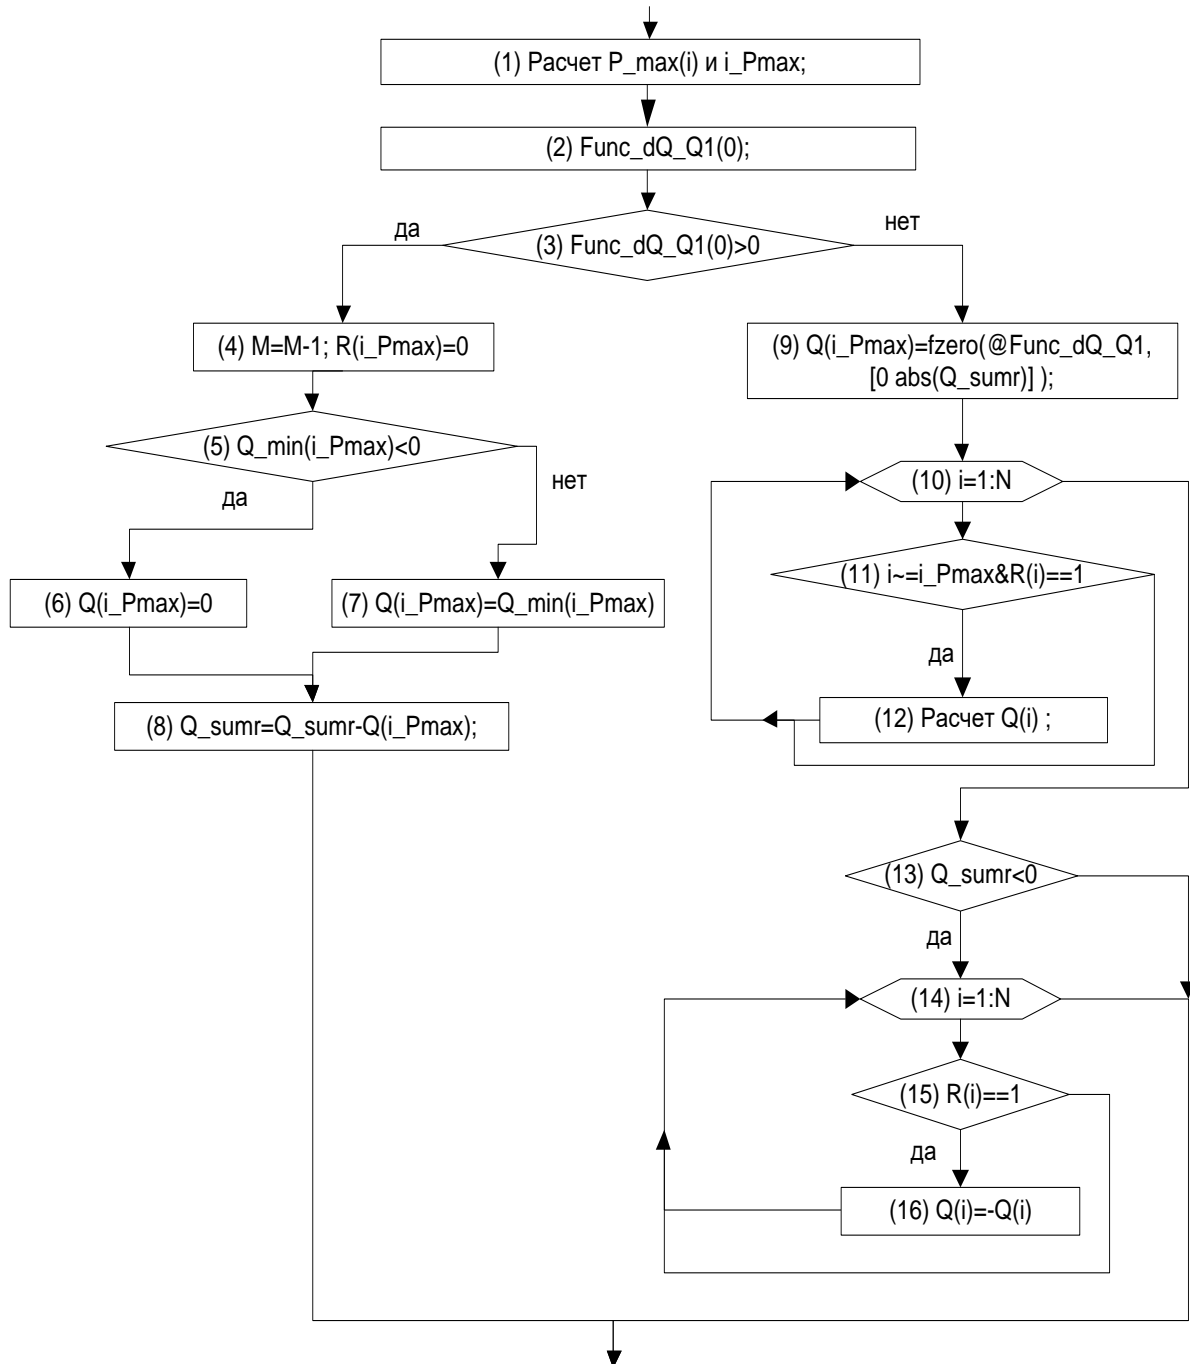 (1) Расчет P_max(i) и i_Pmax;
(2) Func_dQ_Q1(0);
(3) Func_dQ_Q1(0)>0
да
нет
(4) M=M-1; R(i_Pmax)=0
(5) Q_min(i_Pmax)<0
да
нет
(6) Q(i_Pmax)=0
(7) Q(i_Pmax)=Q_min(i_Pmax)
(8) Q_sumr=Q_sumr-Q(i_Pmax);
(9) Q(i_Pmax)=fzero(@Func_dQ_Q1,
[0 abs(Q_sumr)] );
(10) i=1:N
(11) i~=i_Pmax&R(i)==1
да
(12) Расчет Q(i) ;
(13) Q_sumr<0
да
(14) i=1:N
(15) R(i)==1
да
(16) Q(i)=-Q(i)